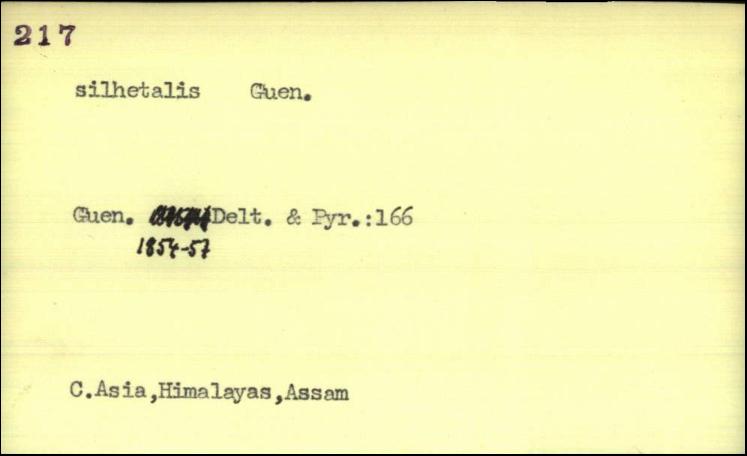 217
silhetalis Guen.
Guen. Delt. & Pyr.:166
1854-57
C.Asia,Himalayas,Assam